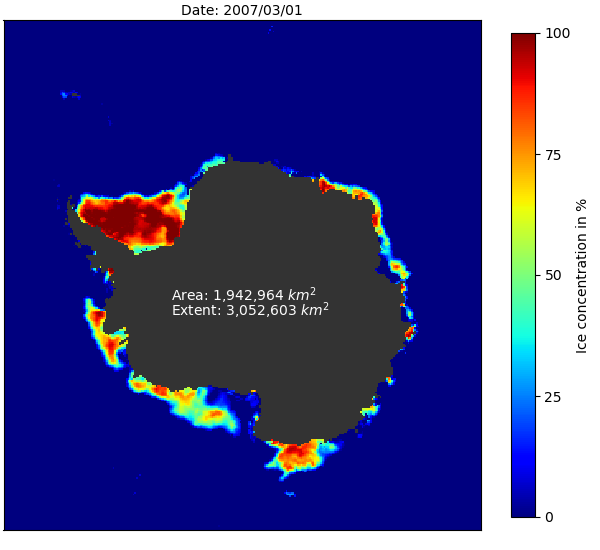 Date: 2007/03/01
Area: 1,942,964 km²
Extent: 3,052,603 km²
100
75
50
25
0
Ice concentration in %